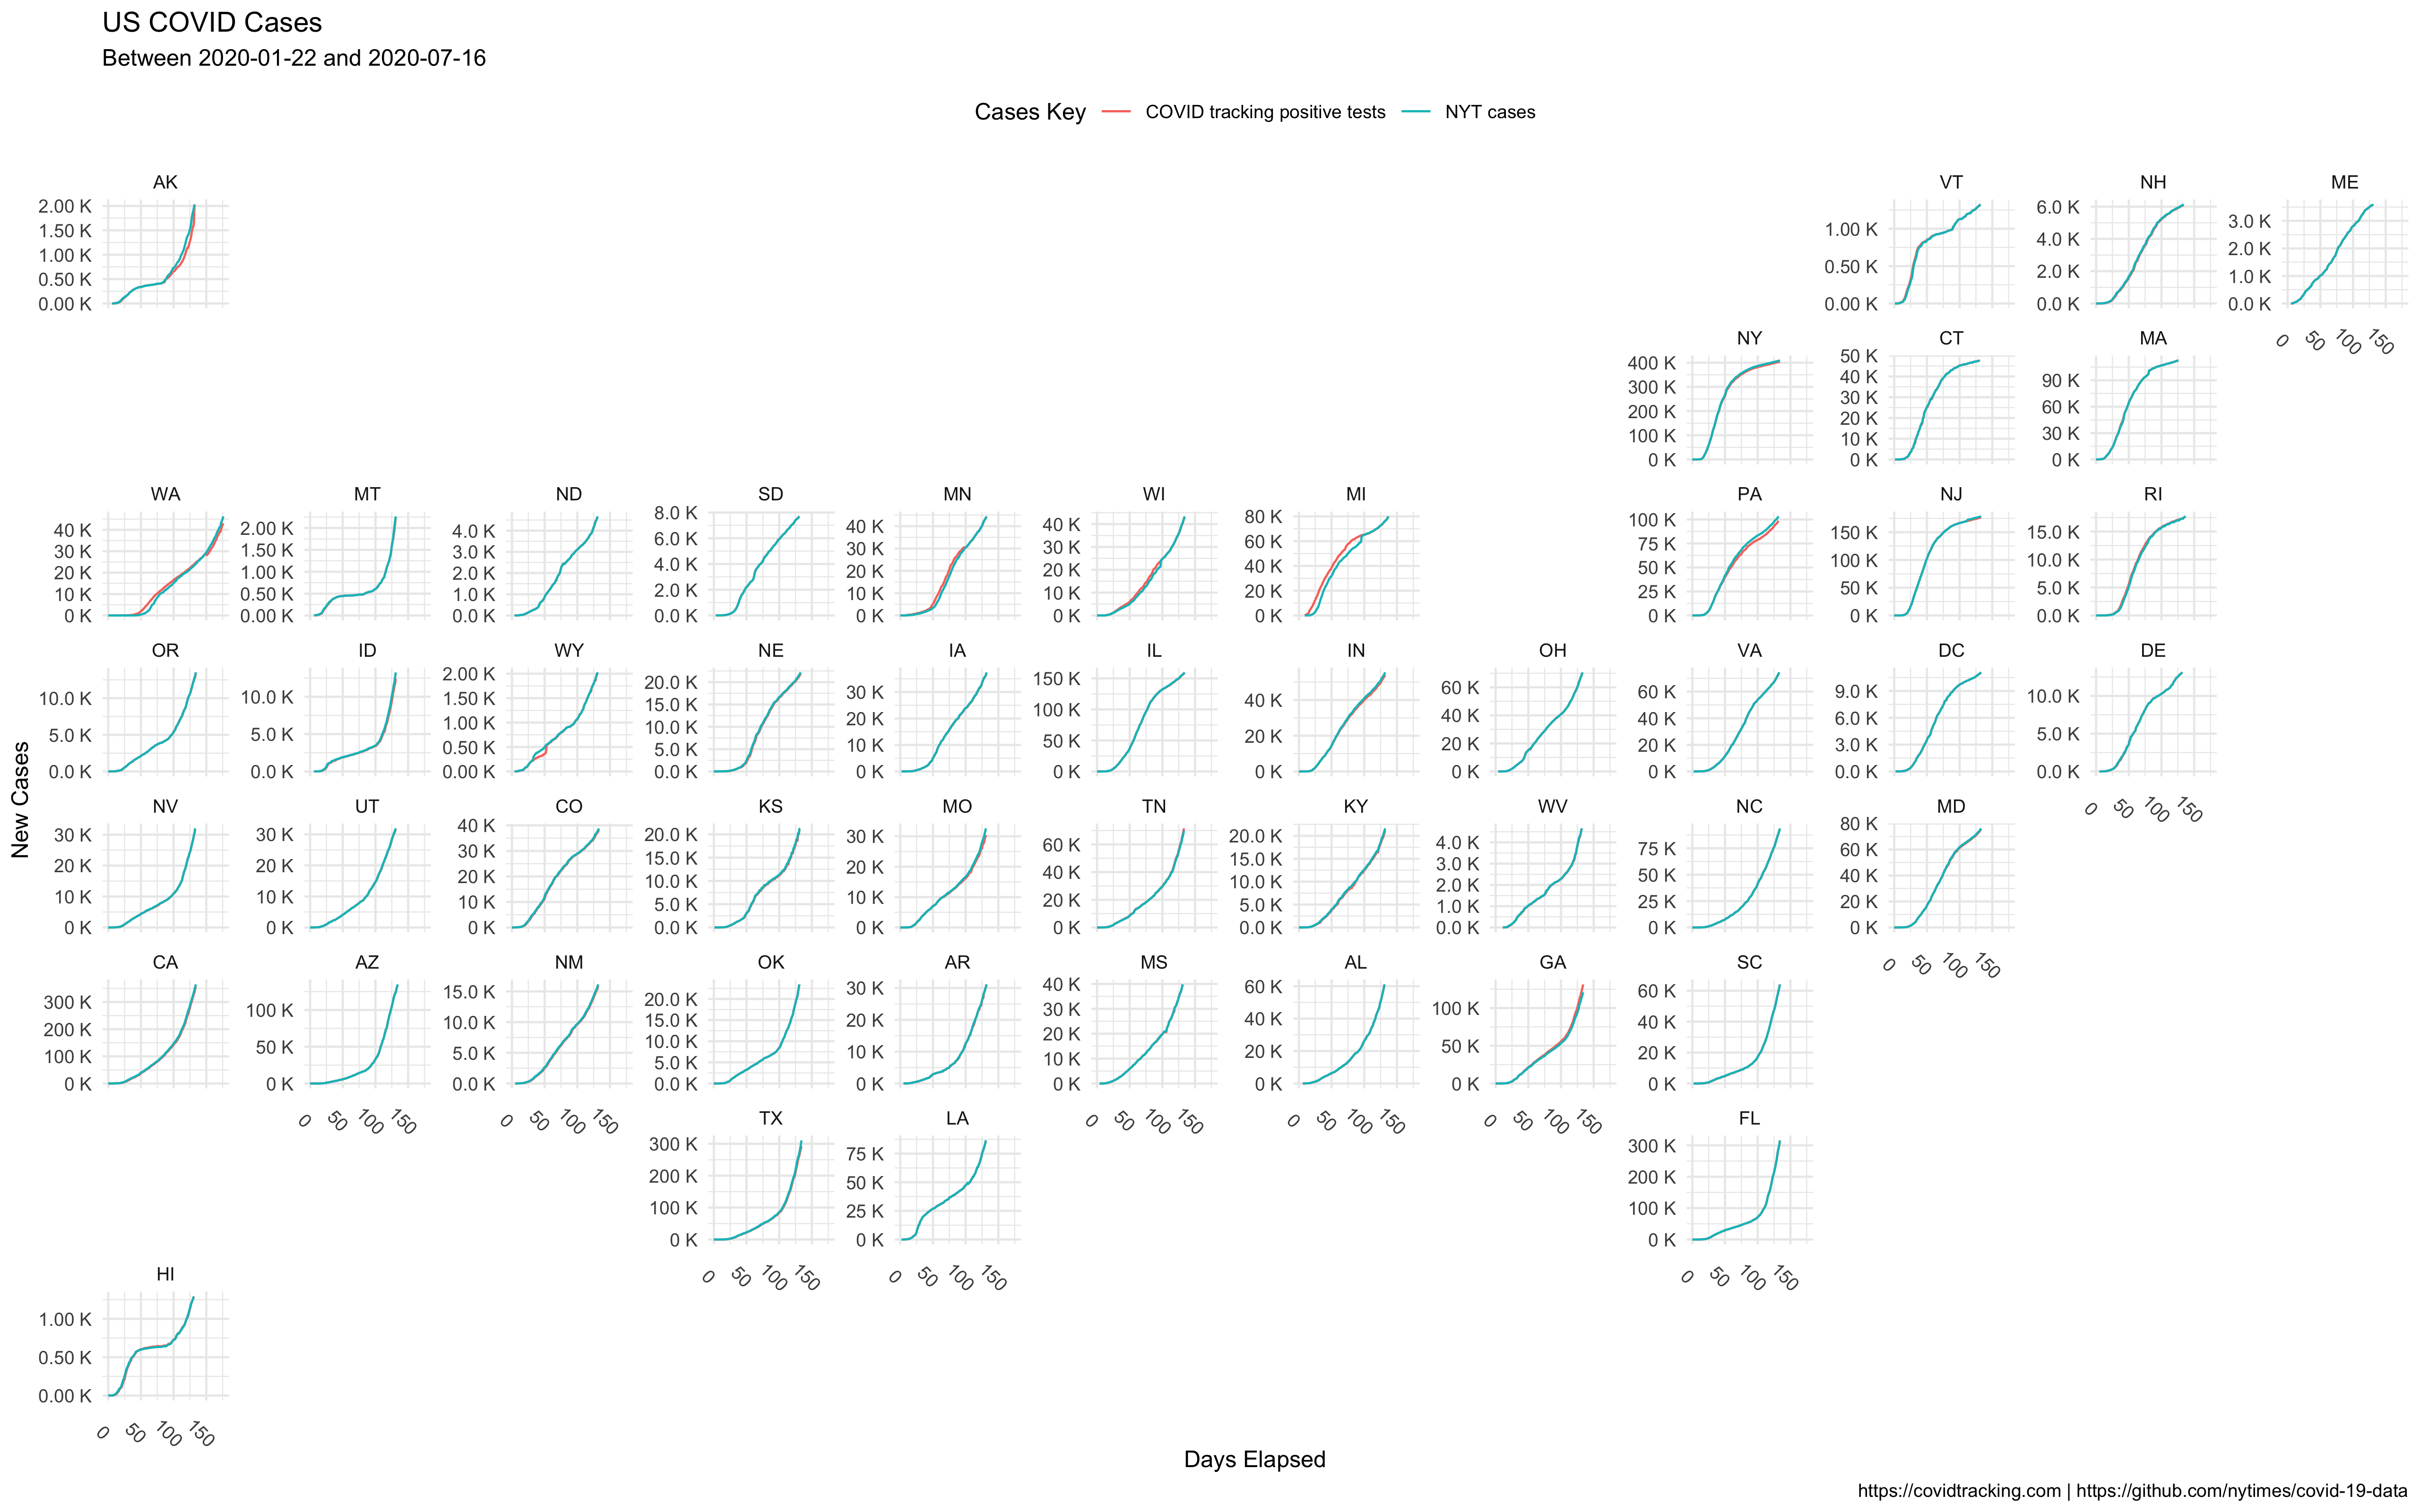 US COVID Cases
Between 2020-01-22 and 2020-07-16
Cases Key COVID tracking positive tests NYT cases
AK
2.00 K
1.50 K
1.00 K
0.50 K
0.00 K
VT
1.00 K
0.50 K
0.00 K
NH
6.0 K
4.0 K
2.0 K
0.0 K
ME
3.0 K
2.0 K
1.0 K
0.0 K
0 50 100 150
NY
400 K
300 K
200 K
100 K
0 K
CT
50 K
40 K
30 K
20 K
10 K
0 K
MA
90 K
60 K
30 K
0 K
WA
40 K
30 K
20 K
10 K
0 K
MT
2.00 K
1.50 K
1.00 K
0.50 K
0.00 K
ND
4.0 K
3.0 K
2.0 K
1.0 K
0.0 K
SD
8.0 K
6.0 K
4.0 K
2.0 K
0.0 K
MN
40 K
30 K
20 K
10 K
0 K
WI
40 K
30 K
20 K
10 K
0 K
MI
80 K
60 K
40 K
20 K
0 K
PA
100 K
75 K
50 K
25 K
0 K
NJ
150 K
100 K
50 K
0 K
RI
15.0 K
10.0 K
5.0 K
0.0 K
OR
10.0 K
5.0 K
0.0 K
ID
10.0 K
5.0 K
0.0 K
WY
2.00 K
1.50 K
1.00 K
0.50 K
0.00 K
NE
20.0 K
15.0 K
10.0 K
5.0 K
0.0 K
IA
30 K
20 K
10 K
0 K
IL
150 K
100 K
50 K
0 K
IN
40 K
20 K
0 K
OH
60 K
40 K
20 K
0 K
VA
60 K
40 K
20 K
0 K
DC
9.0 K
6.0 K
3.0 K
0.0 K
DE
10.0 K
5.0 K
0.0 K
0 50 100 150
New Cases
NV
30 K
20 K
10 K
0 K
UT
30 K
20 K
10 K
0 K
CO
40 K
30 K
20 K
10 K
0 K
KS
20.0 K
15.0 K
10.0 K
5.0 K
0.0 K
MO
30 K
20 K
10 K
0 K
TN
60 K
40 K
20 K
0 K
KY
20.0 K
15.0 K
10.0 K
5.0 K
0.0 K
WV
4.0 K
3.0 K
2.0 K
1.0 K
0.0 K
NC
75 K
50 K
25 K
0 K
MD
80 K
60 K
40 K
20 K
0 K
0 50 100 150
CA
300 K
200 K
100 K
0 K
AZ
100 K
50 K
0 K
0 50 100 150
NM
15.0 K
10.0 K
5.0 K
0.0 K
0 50 100 150
OK
20.0 K
15.0 K
10.0 K
5.0 K
0.0 K
AR
30 K
20 K
10 K
0 K
MS
40 K
30 K
20 K
10 K
0 K
0 50 100 150
AL
60 K
40 K
20 K
0 K
0 50 100 150
GA
100 K
50 K
0 K
0 50 100 150
SC
60 K
40 K
20 K
0 K
TX
300 K
200 K
100 K
0 K
0 50 100 150
LA
75 K
50 K
25 K
0 K
0 50 100 150
FL
300 K
200 K
100 K
0 K
0 50 100 150
HI
1.00 K
0.50 K
0.00 K
0 50 100 150
Days Elapsed
https://covidtracking.com | https://github.com/nytimes/covid-19-data